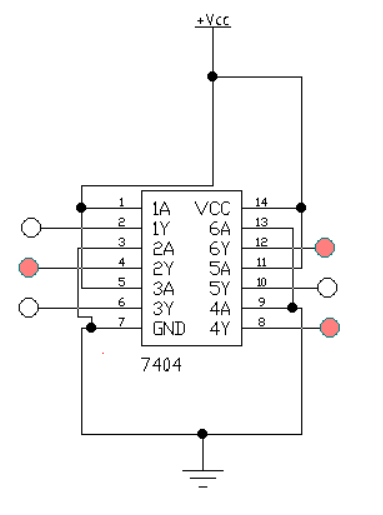 +Vcc
1 1A VCC 14
2 1Y 6A 13
3 2A 6Y 12
4 2Y 5A 11
5 3A 5Y 10
6 3Y 4A 9
7 GND 4Y 8
7404